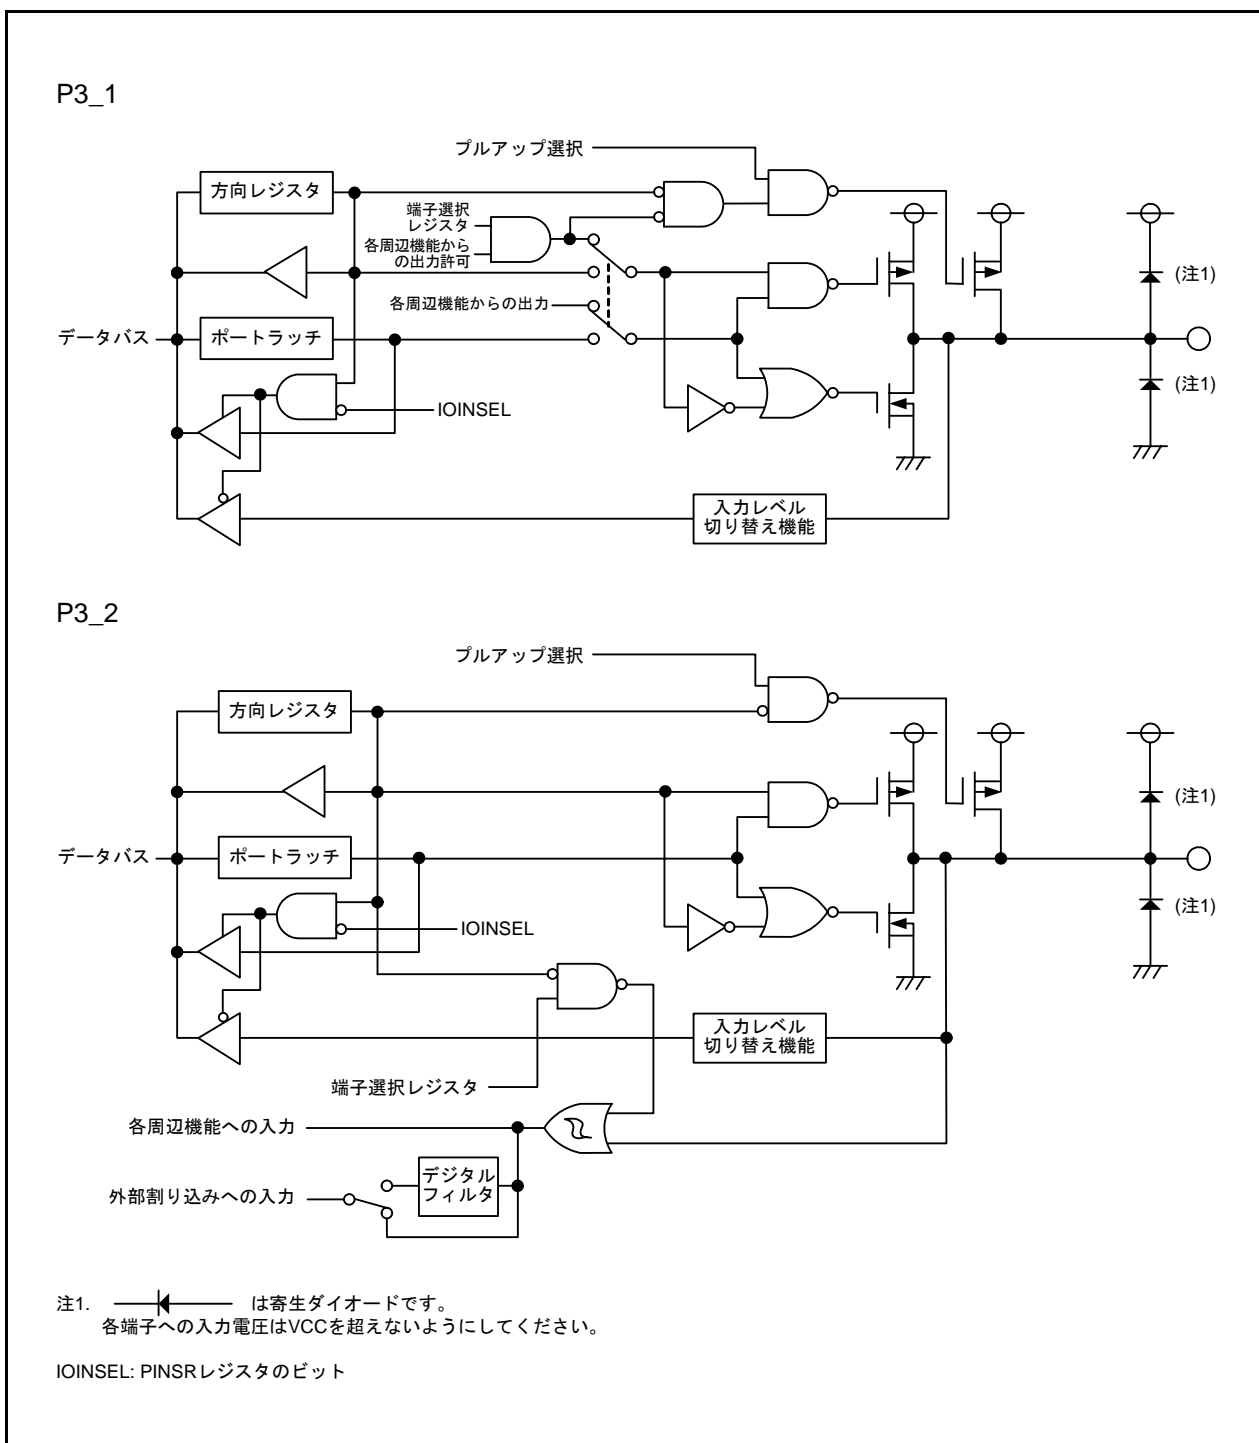 P3_1
プルアップ選択
方向レジスタ
端子選択
レジスタ
各周辺機能から
の出力許可
(注1)
各周辺機能からの出力
データバス
ポートラッチ
(注1)
IOINSEL
入力レベル
切り替え機能
P3_2
プルアップ選択
方向レジスタ
(注1)
データバス
ポートラッチ
(注1)
IOINSEL
入力レベル
切り替え機能
端子選択レジスタ
各周辺機能への入力
デジタル
フィルタ
外部割り込みへの入力
注1. は寄生ダイオードです。
各端子への入力電圧はVCCを超えないようにしてください。
IOINSEL: PINSRレジスタのビット